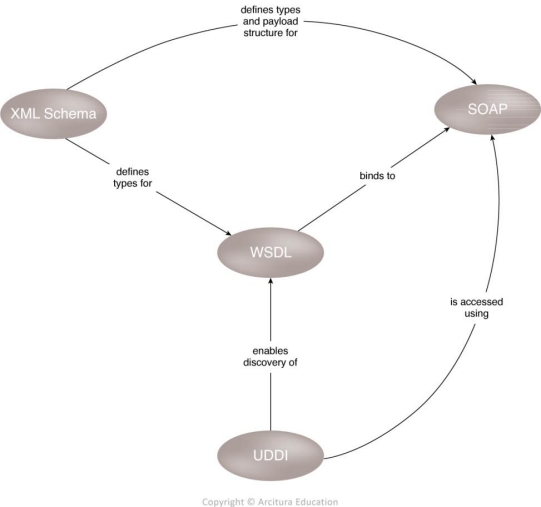 defines types
and payload
structure for
XML Schema
SOAP
defines
types for
binds to
WSDL
is accessed
using
enables
discovery of
UDDI
Copyright © Arcitura Education